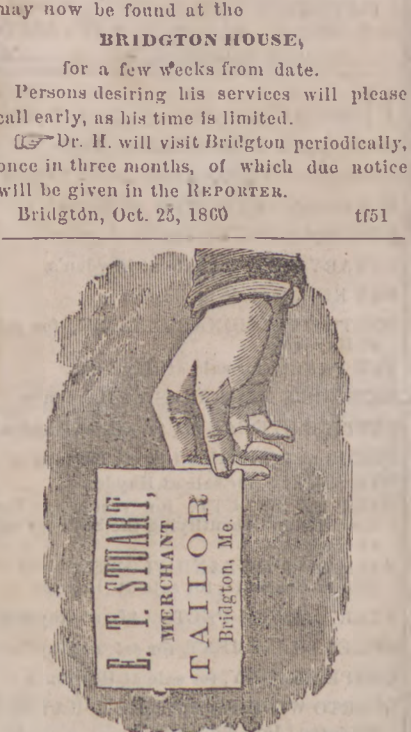 may now be found at the
BRIDGTON HOUSE,
for a few weeks from date.
Persons desiring his services will please
call early, as his time is limited.
☞Dr. H. will visit Bridgton periodically,
once in three months, of which due notice
will be given in the REPORTER.
Bridgton, Oct. 25, 1860 tf51
E. T. STUART,
MERCHANT
TAILOR
Bridgton, Me.